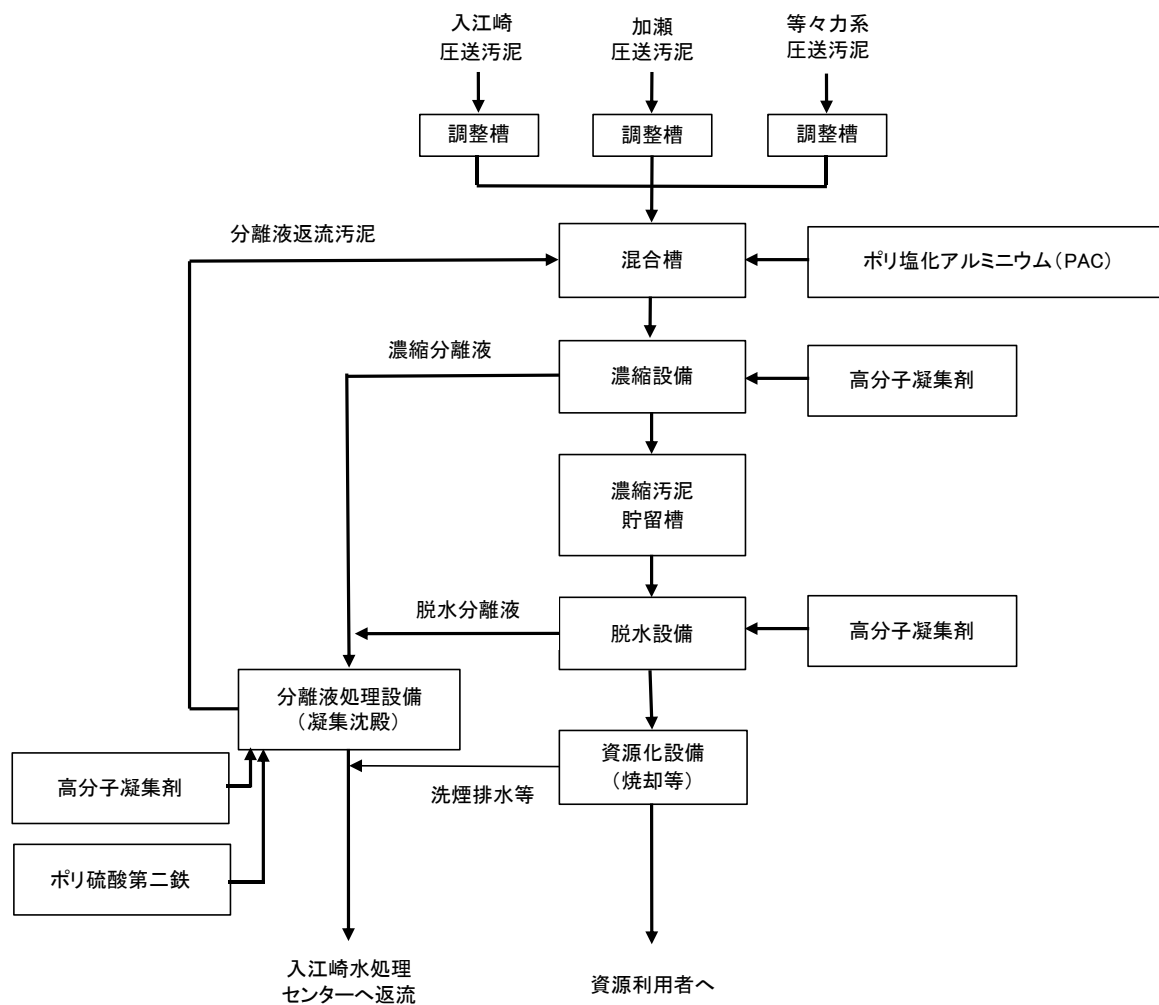 入江崎
圧送汚泥
加瀬
圧送汚泥
等々力系
圧送汚泥
調整槽
調整槽
調整槽
分離液返流汚泥
混合槽
ポリ塩化アルミニウム(PAC)
濃縮分離液
濃縮設備
高分子凝集剤
濃縮汚泥
貯留槽
脱水分離液
脱水設備
高分子凝集剤
分離液処理設備
(凝集沈殿)
資源化設備
(焼却等)
高分子凝集剤
洗煙排水等
ポリ硫酸第二鉄
入江崎水処理
センターへ返流
資源利用者へ